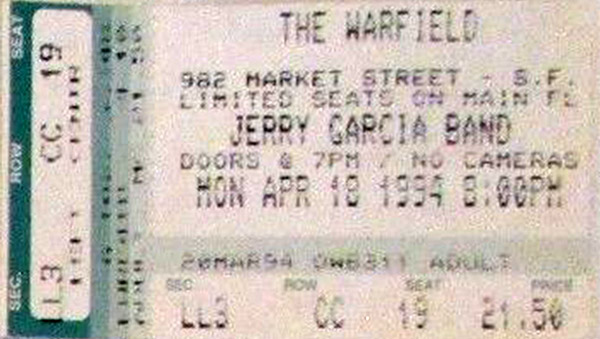 THE WARFIELD
982 MARKET STREET - S.F.
LIMITED SEATS ON MAIN FL
JERRY GARCIA BAND
DOORS @ 7PM / NO CAMERAS
MON APR 18 1994 8:00PM
20MAR94 ADULT
SEC ROW SEAT PRICE
LL3 CC 19 21.50
SEC. ROW SEAT
LL3 CC 19